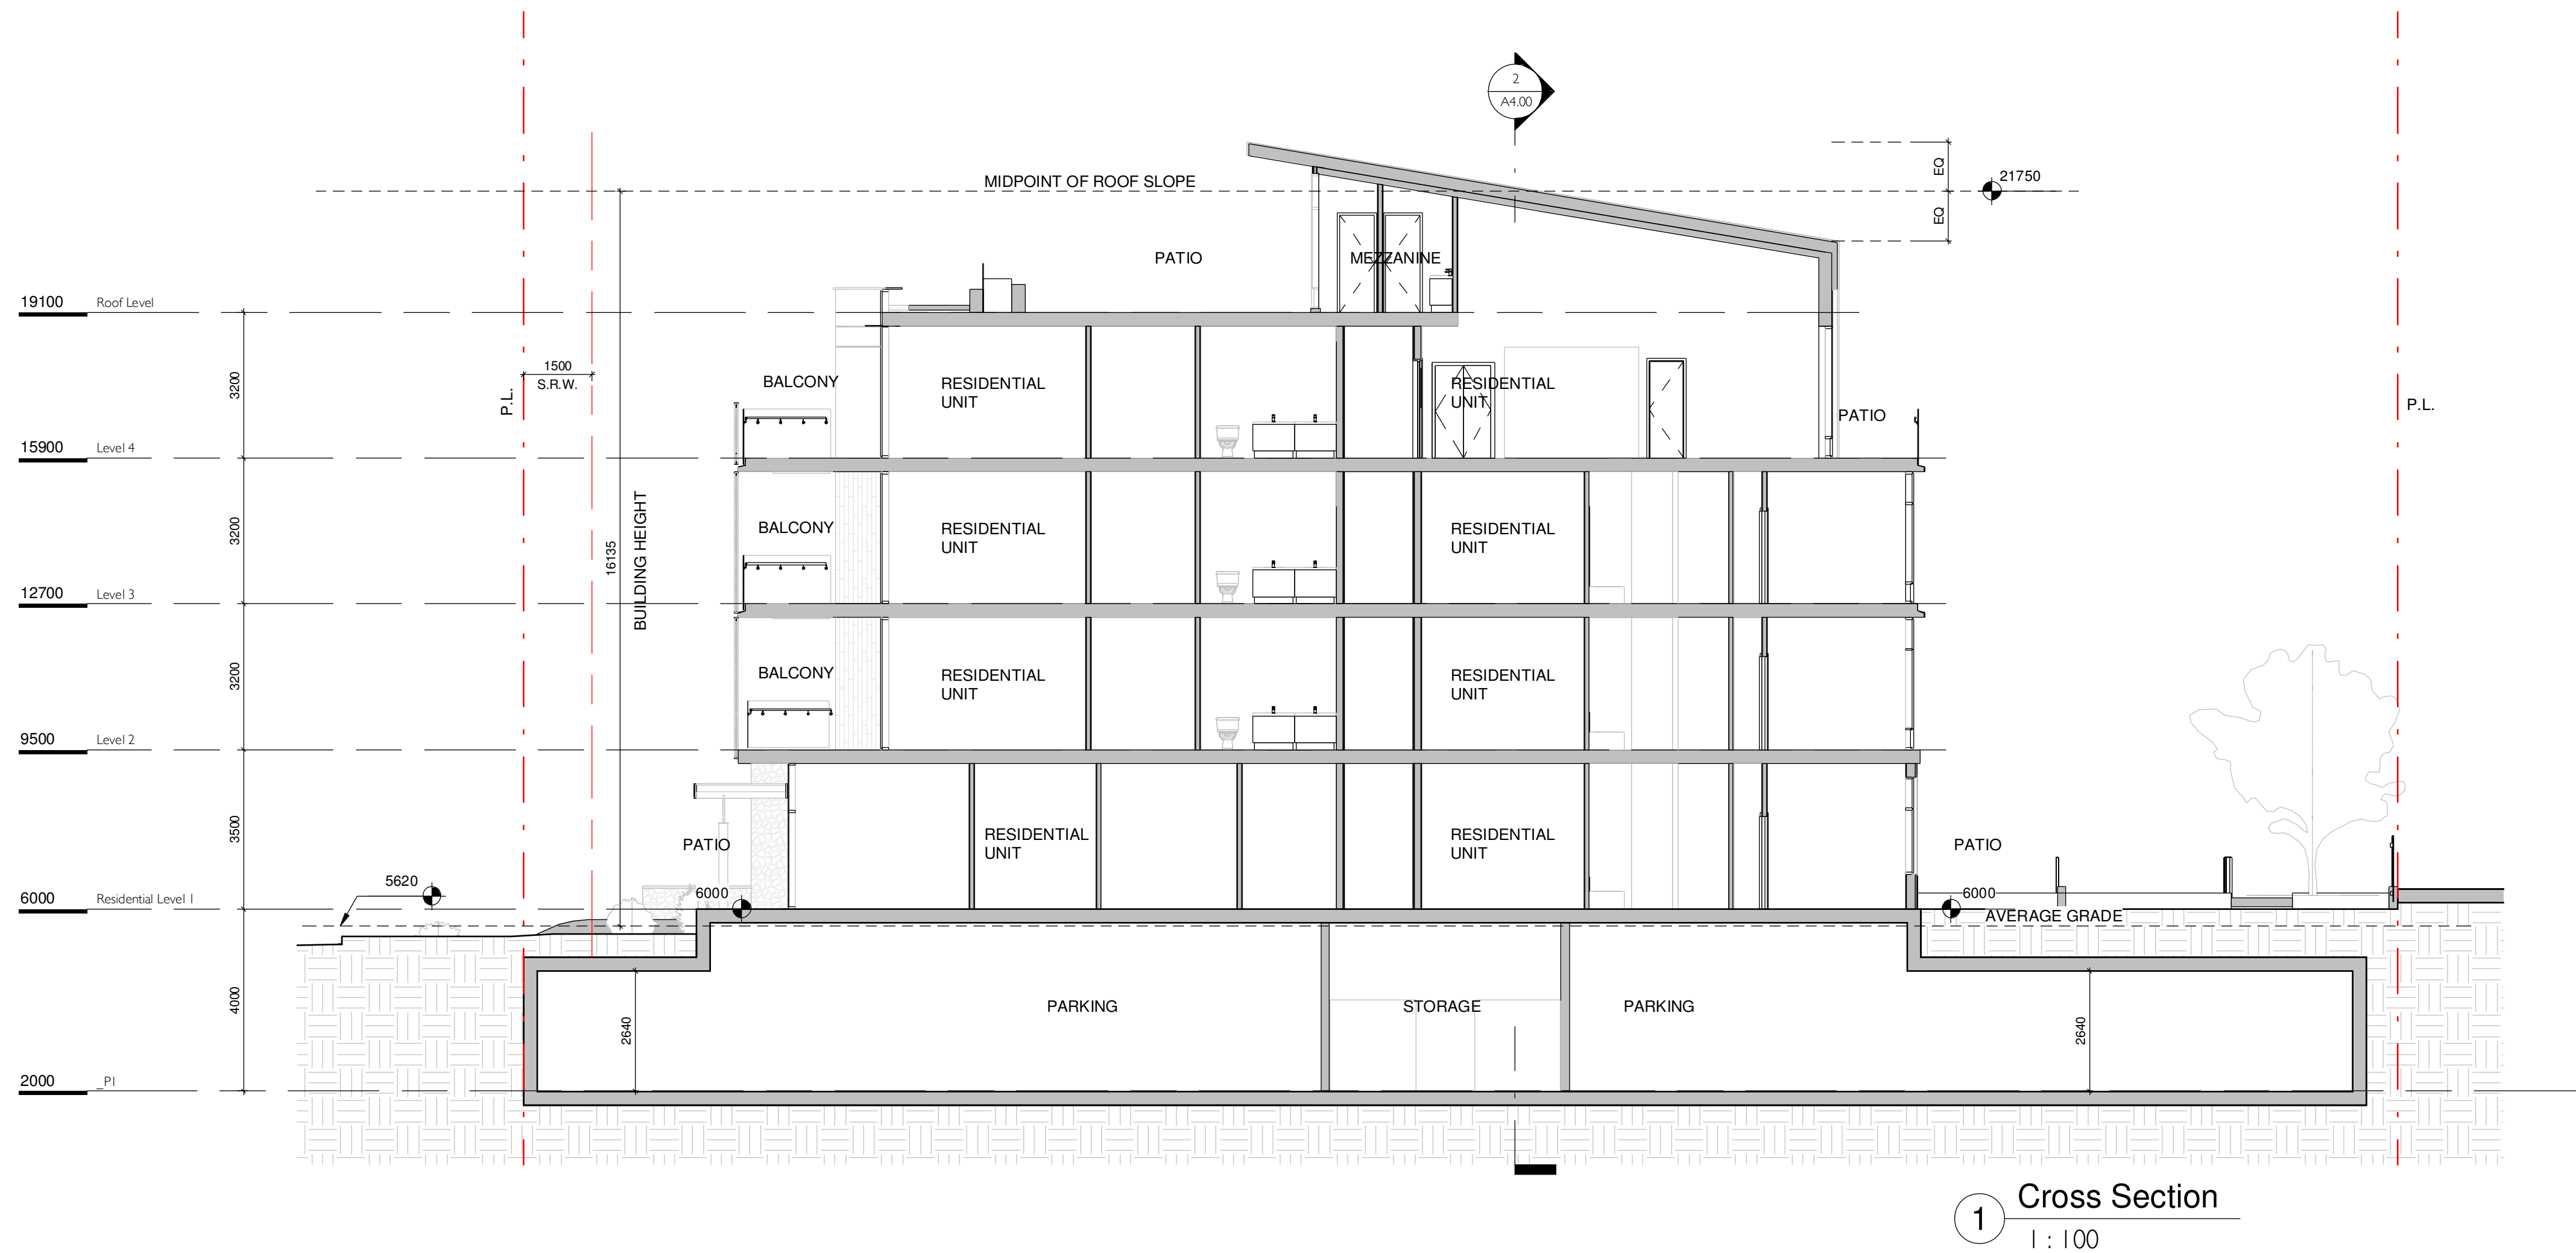 2
A4.00
MIDPOINT OF ROOF SLOPE
EQ
21750
EQ
PATIO
MEZZANINE
19100 Roof Level
1500
S.R.W.
P.L.
3200
BALCONY
RESIDENTIAL
UNIT
RESIDENTIAL
UNIT
PATIO
P.L.
15900 Level 4
3200
16135
BUILDING HEIGHT
BALCONY
RESIDENTIAL
UNIT
RESIDENTIAL
UNIT
12700 Level 3
3200
BALCONY
RESIDENTIAL
UNIT
RESIDENTIAL
UNIT
9500 Level 2
3500
PATIO
RESIDENTIAL
UNIT
RESIDENTIAL
UNIT
PATIO
5620
6000 Residential Level 1
6000
6000
AVERAGE GRADE
4000
2640
PARKING
STORAGE
PARKING
2640
2000 _P1
1
Cross Section
1 : 100